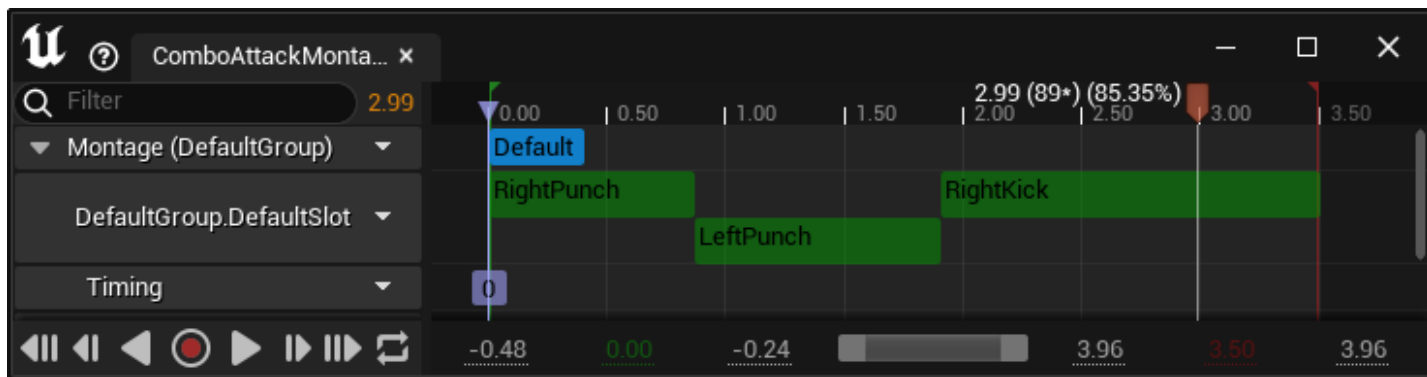 ComboAttackMonta...
Filter 2.99
2.99 (89*) (85.35%)
0.00 0.50 1.00 1.50 2.00 2.50 3.00 3.50
Montage (DefaultGroup) Default
DefaultGroup.DefaultSlot RightPunch RightKick
LeftPunch
Timing 0
-0.48 0.00 -0.24 3.96 3.50 3.96